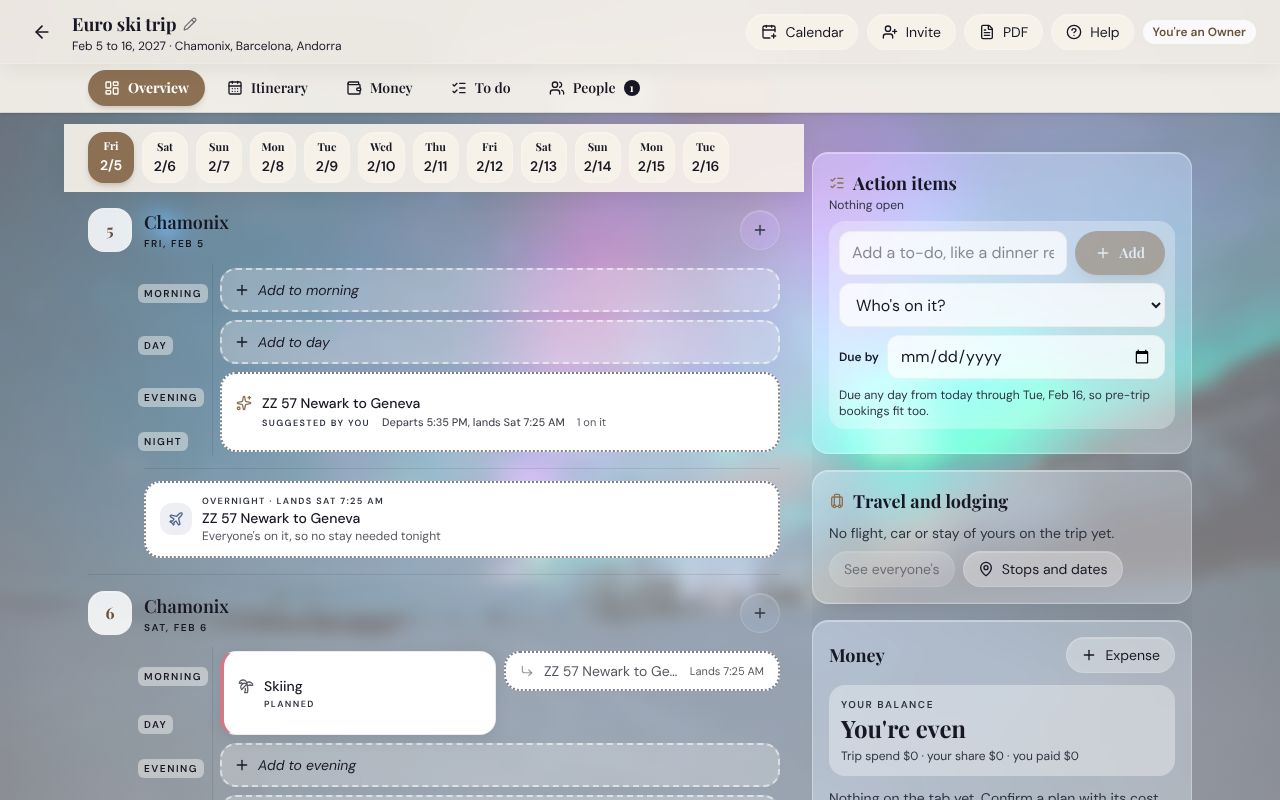 Euro ski trip
Feb 5 to 16, 2027 · Chamonix, Barcelona, Andorra
Calendar
Invite
PDF
Help
You're an Owner
Overview
Itinerary
Money
To do
People 1
Fri 2/5
Sat 2/6
Sun 2/7
Mon 2/8
Tue 2/9
Wed 2/10
Thu 2/11
Fri 2/12
Sat 2/13
Sun 2/14
Mon 2/15
Tue 2/16
5
Chamonix
FRI, FEB 5
+
MORNING
+ Add to morning
DAY
+ Add to day
EVENING
NIGHT
ZZ 57 Newark to Geneva
SUGGESTED BY YOU Departs 5:35 PM, lands Sat 7:25 AM 1 on it
OVERNIGHT · LANDS SAT 7:25 AM
ZZ 57 Newark to Geneva
Everyone's on it, so no stay needed tonight
6
Chamonix
SAT, FEB 6
+
MORNING
DAY
Skiing
PLANNED
ZZ 57 Newark to Ge... Lands 7:25 AM
EVENING
+ Add to evening
Action items
Nothing open
Add a to-do, like a dinner re
+ Add
Who's on it?
Due by
mm/dd/yyyy
Due any day from today through Tue, Feb 16, so pre-trip
bookings fit too.
Travel and lodging
No flight, car or stay of yours on the trip yet.
See everyone's
Stops and dates
Money
+ Expense
YOUR BALANCE
You're even
Trip spend $0 · your share $0 · you paid $0
Nothing on the tab yet. Confirm a plan with its cost